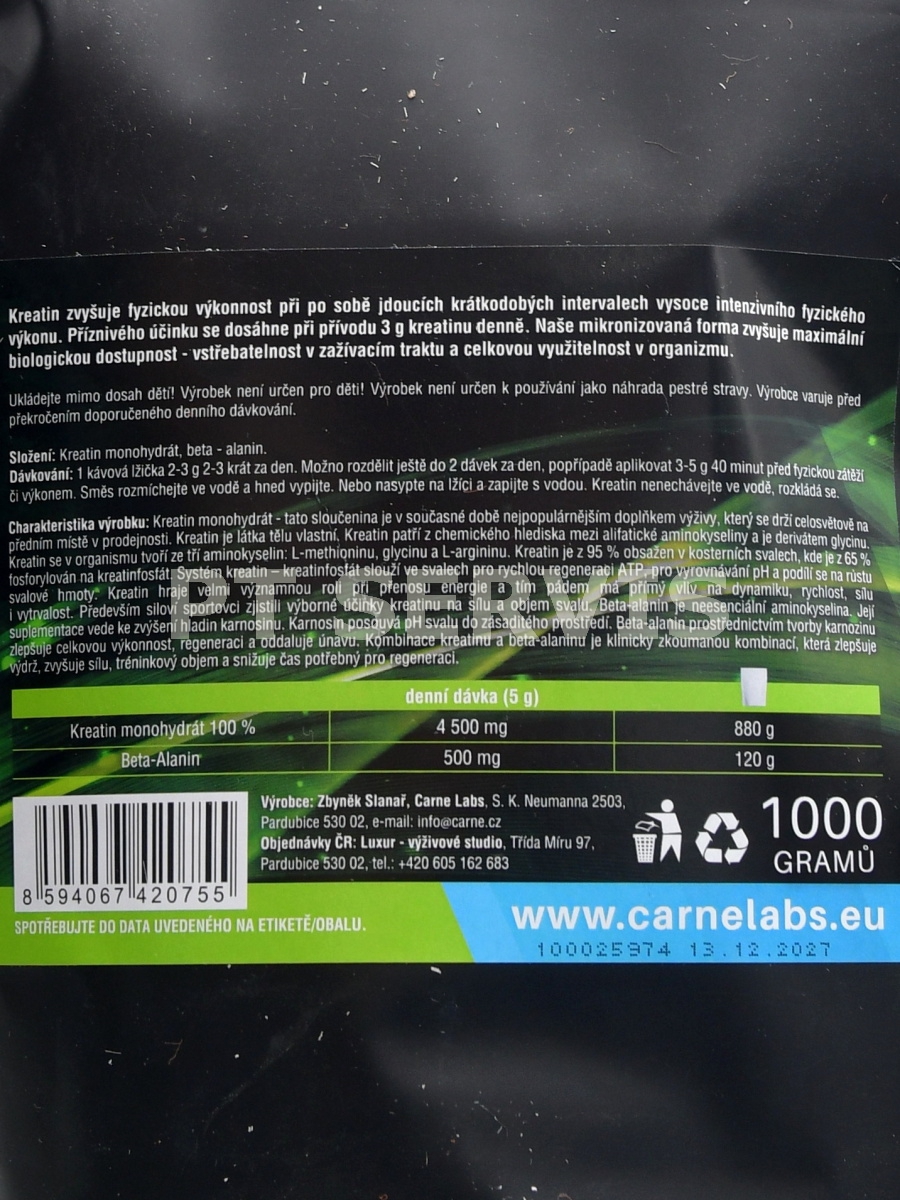 Kreatin zvyšuje fyzickou výkonnost při po sobě jdoucích krátkodobých intervalech vysoce intenzivního fyzického
výkonu. Příznivého účinku se dosáhne při přívodu 3 g kreatinu denně. Naše mikronizovaná forma zvyšuje maximální
biologickou dostupnost - vstřebatelnost v zažívacím traktu a celkovou využitelnost v organizmu.
Ukládejte mimo dosah dětí! Výrobek není určen pro děti! Výrobek není určen k používání jako náhrada pestré stravy. Výrobce varuje před
překročením doporučeného denního dávkování.
Složení: Kreatin monohydrát, beta - alanin.
Dávkování: 1 kávová lžička 2-3 g 2-3 krát za den. Možno rozdělit ještě do 2 dávek za den, popřípadě aplikovat 3-5 g 40 minut před fyzickou zátěží
či výkonem. Směs rozmíchejte ve vodě a hned vypijte. Nebo nasypte na lžíci a zapijte s vodou. Kreatin nenechávejte ve vodě, rozkládá se.
Charakteristika výrobku: Kreatin monohydrát - tato sloučenina je v současné době nejpopulárnějším doplňkem výživy, který se drží celosvětově na
předním místě v prodejnosti. Kreatin je látka tělu vlastní. Kreatin patří z chemického hlediska mezi alifatické aminokyseliny a je derivátem glycinu.
Kreatin se v organismu tvoří ze tří aminokyselin: L-methioninu, glycinu a L-argininu. Kreatin je z 95 % obsažen v kosterních svalech, kde je z 65 %
fosforylován na kreatinfosfát. Systém kreatin - kreatinfosfát slouží ve svalech pro rychlou regeneraci ATP, pro vyrovnávání pH a podílí se na růstu
svalové hmoty. Kreatin hraje velmi významnou roli při přenosu energie a tím pádem má přímý vliv na dynamiku, rychlost, sílu
i vytrvalost. Především siloví sportovci zjistili výborné účinky kreatinu na sílu a objem svalů. Beta-alanin je neesenciální aminokyselina. Její
suplementace vede ke zvýšení hladin karnosinu. Karnosin posouvá pH svalu do zásaditého prostředí. Beta-alanin prostřednictvím tvorby karnozinu
zlepšuje celkovou výkonnost, regeneraci a oddaluje únavu. Kombinace kreatinu a beta-alaninu je klinicky zkoumanou kombinací, která zlepšuje
výdrž, zvyšuje sílu, tréninkový objem a snižuje čas potřebný pro regeneraci.
PT SERVIS
denní dávka (5 g)
Kreatin monohydrát 100 % 4 500 mg 880 g
Beta-Alanin 500 mg 120 g
Výrobce: Zbyněk Slanař, Carne Labs, S. K. Neumanna 2503,
Pardubice 530 02, e-mail: info@carne.cz
Objednávky ČR: Luxur - výživové studio, Třída Míru 97,
Pardubice 530 02, tel.: +420 605 162 683
1000
GRAMŮ
8 594067 420755
SPOTŘEBUJTE DO DATA UVEDENÉHO NA ETIKETĚ/OBALU.
www.carnelabs.eu
100025974 13.12.2027